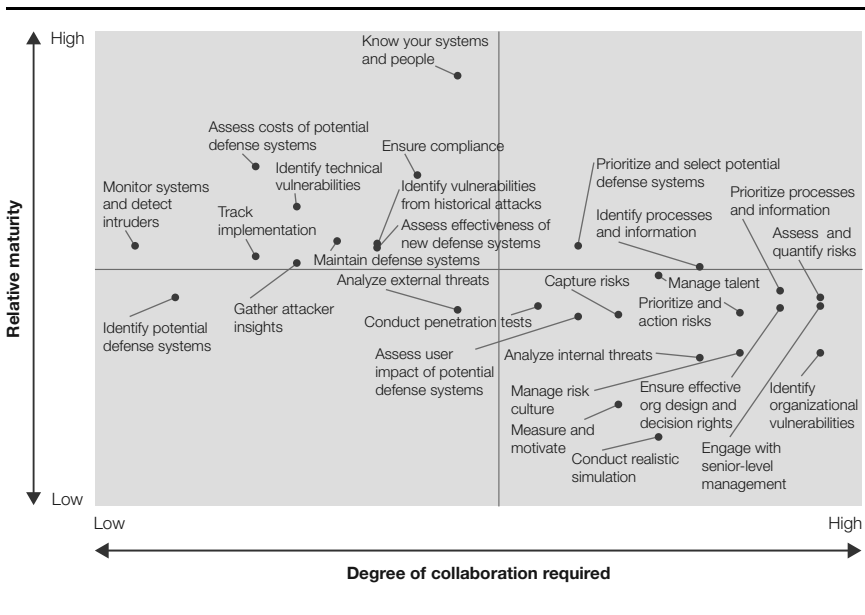 High
Know your systems
and people
Assess costs of potential
defense systems
Ensure compliance
Identify technical
vulnerabilities
Prioritize and select potential
defense systems
Monitor systems
and detect
intruders
Identify vulnerabilities
from historical attacks
Prioritize processes
and information
Track
implementation
Identify processes
and information
Assess effectiveness of
new defense systems
Assess and
quantify risks
Maintain defense systems
Analyze external threats
Capture risks
Manage talent
Gather attacker
insights
Prioritize and
action risks
Identify potential
defense systems
Conduct penetration tests
Assess user
impact of potential
defense systems
Analyze internal threats
Manage risk
culture
Ensure effective
org design and
decision rights
Identify
organizational
vulnerabilities
Measure and
motivate
Engage with
senior-level
management
Conduct realistic
simulation
Low
Relative maturity
Low
High
Degree of collaboration required